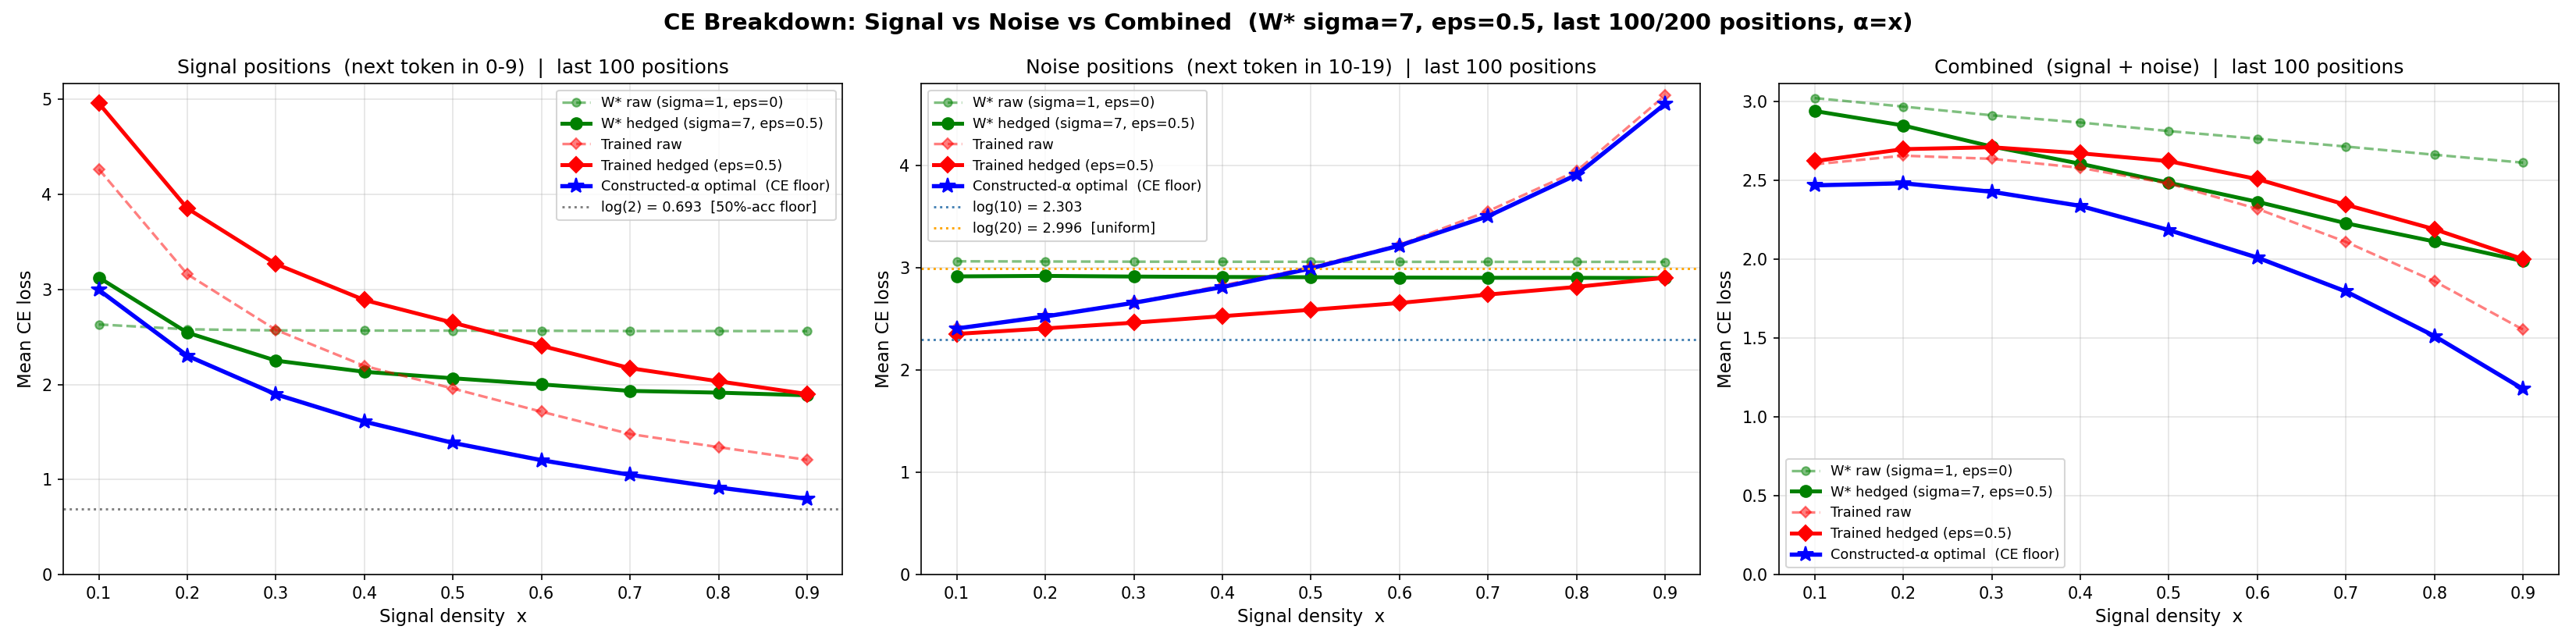 CE Breakdown: Signal vs Noise vs Combined  (W* sigma=7, eps=0.5, last 100/200 positions, α=x)
Signal positions  (next token in 0-9)  |  last 100 positions
Mean CE loss
5
4
3
2
1
0
W* raw (sigma=1, eps=0)
W* hedged (sigma=7, eps=0.5)
Trained raw
Trained hedged (eps=0.5)
Constructed-α optimal  (CE floor)
log(2) = 0.693  [50%-acc floor]
0.1 0.2 0.3 0.4 0.5 0.6 0.7 0.8 0.9
Signal density  x
Noise positions  (next token in 10-19)  |  last 100 positions
Mean CE loss
4
3
2
1
0
W* raw (sigma=1, eps=0)
W* hedged (sigma=7, eps=0.5)
Trained raw
Trained hedged (eps=0.5)
Constructed-α optimal  (CE floor)
log(10) = 2.303
log(20) = 2.996  [uniform]
0.1 0.2 0.3 0.4 0.5 0.6 0.7 0.8 0.9
Signal density  x
Combined  (signal + noise)  |  last 100 positions
Mean CE loss
3.0
2.5
2.0
1.5
1.0
0.5
0.0
W* raw (sigma=1, eps=0)
W* hedged (sigma=7, eps=0.5)
Trained raw
Trained hedged (eps=0.5)
Constructed-α optimal  (CE floor)
0.1 0.2 0.3 0.4 0.5 0.6 0.7 0.8 0.9
Signal density  x